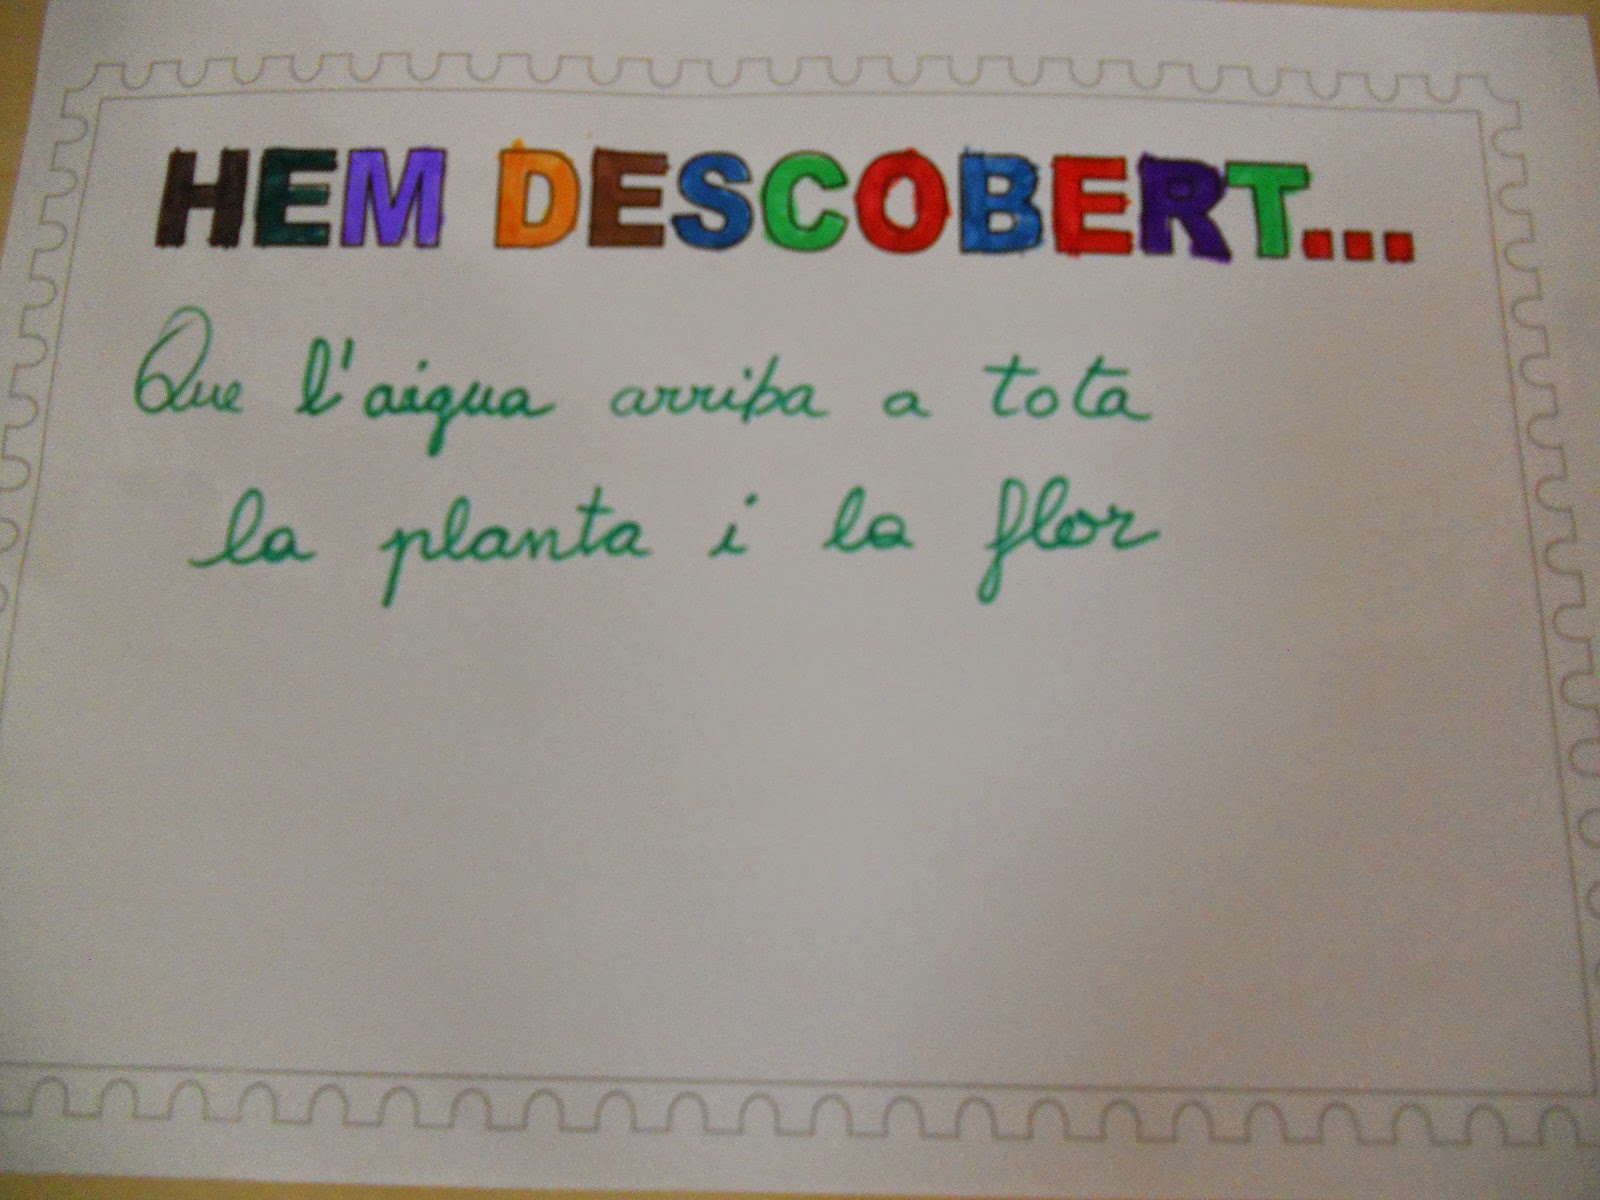 HEM DESCOBERT...
Que l'aigua arriba a tota
la planta i la flor